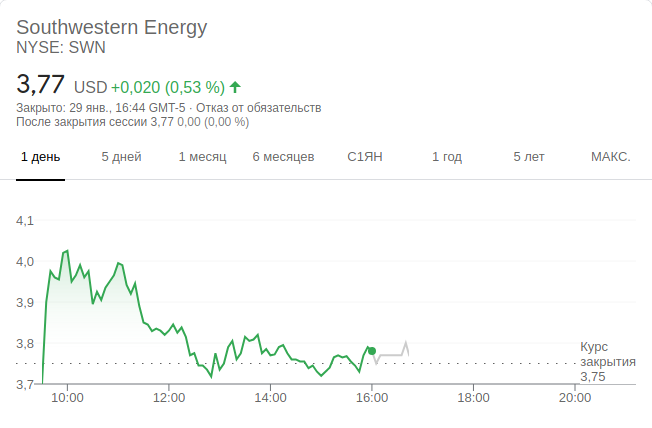 Southwestern Energy
NYSE: SWN
3,77 USD +0,020 (0,53 %)
Закрыто: 29 янв., 16:44 GMT-5 · Отказ от обязательств
После закрытия сессии 3,77 0,00 (0,00 %)
1 день 5 дней 1 месяц 6 месяцев С1ЯН 1 год 5 лет МАКС.
4,1
4,0
3,9
3,8
3,7
Курс
закрытия
3,75
10:00 12:00 14:00 16:00 18:00 20:00